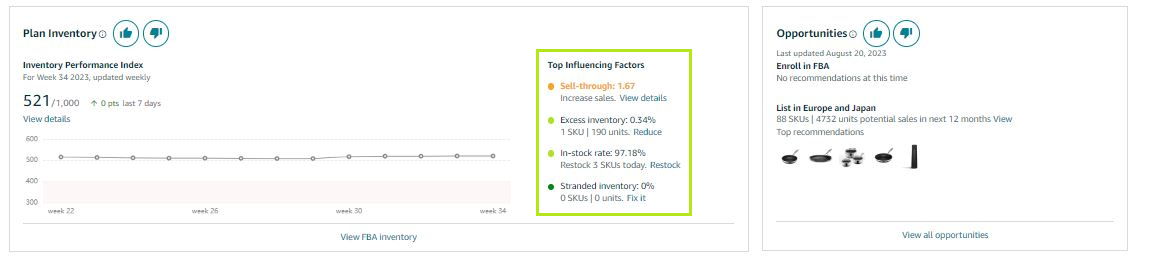 Plan Inventory
Inventory Performance Index
For Week 34 2023, updated weekly
521/1,000 ↑ 0 pts last 7 days
View details
600
500
400
300
week 22 week 26 week 30 week 34
Top Influencing Factors
Sell-through: 1.67
Increase sales. View details
Excess inventory: 0.34%
1 SKU | 190 units. Reduce
In-stock rate: 97.18%
Restock 3 SKUs today. Restock
Stranded inventory: 0%
0 SKUs | 0 units. Fix it
View FBA inventory
Opportunities
Last updated August 20, 2023
Enroll in FBA
No recommendations at this time
List in Europe and Japan
88 SKUs | 4732 units potential sales in next 12 months View
Top recommendations
View all opportunities